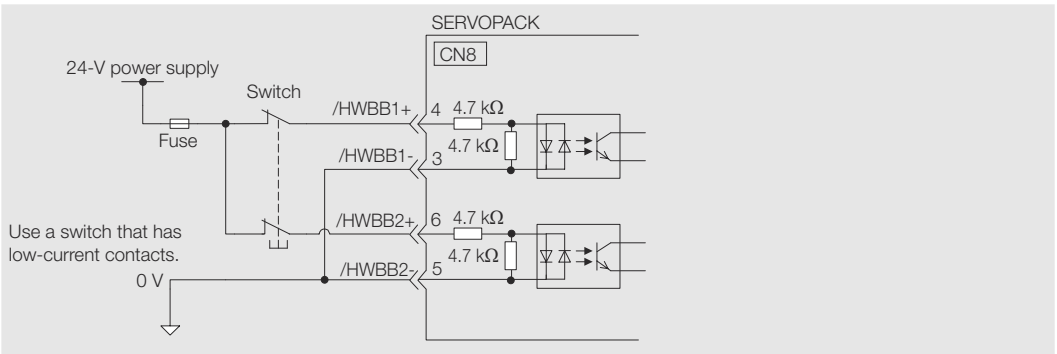 SERVOPACK
CN8
24-V power supply
Switch
Fuse
/HWBB1+
4
4.7 kΩ
4.7 kΩ
/HWBB1-
3
/HWBB2+
6
4.7 kΩ
4.7 kΩ
/HWBB2-
5
Use a switch that has
low-current contacts.
0 V